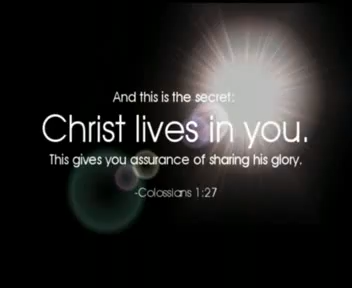 And this is the secret:
Christ lives in you.
This gives you assurance of sharing his glory.
-Colossians 1:27